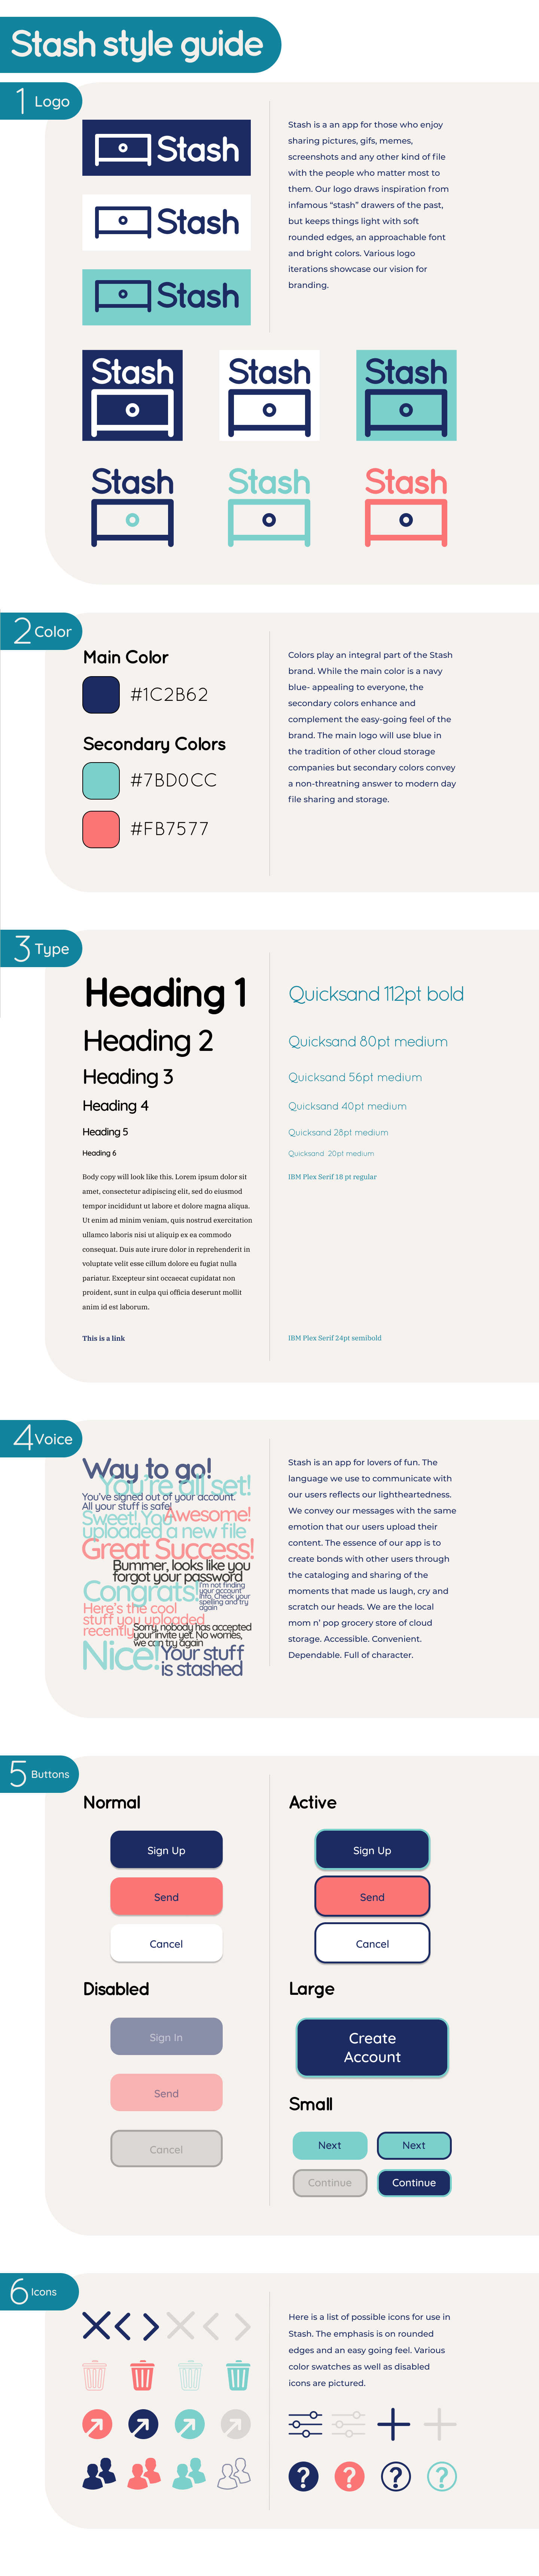 Stash style guide
1 Logo
Stash
Stash
Stash
Stash is a an app for those who enjoy
sharing pictures, gifs, memes,
screenshots and any other kind of file
with the people who matter most to
them. Our logo draws inspiration from
infamous “stash” drawers of the past,
but keeps things light with soft
rounded edges, an approachable font
and bright colors. Various logo
iterations showcase our vision for
branding.
Stash
Stash
Stash
Stash
Stash
Stash
2 Color
Main Color
#1C2B62
Secondary Colors
#7BD0CC
#FB7577
Colors play an integral part of the Stash
brand. While the main color is a navy
blue- appealing to everyone, the
secondary colors enhance and
complement the easy-going feel of the
brand. The main logo will use blue in
the tradition of other cloud storage
companies but secondary colors convey
a non-threatning answer to modern day
file sharing and storage.
3 Type
Heading 1
Quicksand 112pt bold
Heading 2
Quicksand 80pt medium
Heading 3
Quicksand 56pt medium
Heading 4
Quicksand 40pt medium
Heading 5
Quicksand 28pt medium
Heading 6
Quicksand 20pt medium
Body copy will look like this. Lorem ipsum dolor sit
amet, consectetur adipiscing elit, sed do eiusmod
tempor incididunt ut labore et dolore magna aliqua.
Ut enim ad minim veniam, quis nostrud exercitation
ullamco laboris nisi ut aliquip ex ea commodo
consequat. Duis aute irure dolor in reprehenderit in
voluptate velit esse cillum dolore eu fugiat nulla
pariatur. Excepteur sint occaecat cupidatat non
proident, sunt in culpa qui officia deserunt mollit
anim id est laborum.
IBM Plex Serif 18 pt regular
This is a link
IBM Plex Serif 24pt semibold
4 Voice
Way to go!
You're all set!
You've signed out of your account.
All your stuff is safe!
Sweet! You
uploaded a new file
Awesome!
Great Success!
Bummer, looks like you
forgot your password
Congrats!
I'm not finding
your account
info. Check your
spelling and try
again
Here's the cool
stuff you uploaded
recently
Sorry, nobody has accepted
your invite yet. No worries,
we can try again
Nice!
Your stuff
is stashed
Stash is an app for lovers of fun. The
language we use to communicate with
our users reflects our lightheartedness.
We convey our messages with the same
emotion that our users upload their
content. The essence of our app is to
create bonds with other users through
the cataloging and sharing of the
moments that made us laugh, cry and
scratch our heads. We are the local
mom n’ pop grocery store of cloud
storage. Accessible. Convenient.
Dependable. Full of character.
5 Buttons
Normal
Sign Up
Send
Cancel
Active
Sign Up
Send
Cancel
Disabled
Sign In
Send
Cancel
Large
Create
Account
Small
Next
Next
Continue
Continue
6 Icons
Here is a list of possible icons for use in
Stash. The emphasis is on rounded
edges and an easy going feel. Various
color swatches as well as disabled
icons are pictured.
? ? ? ?